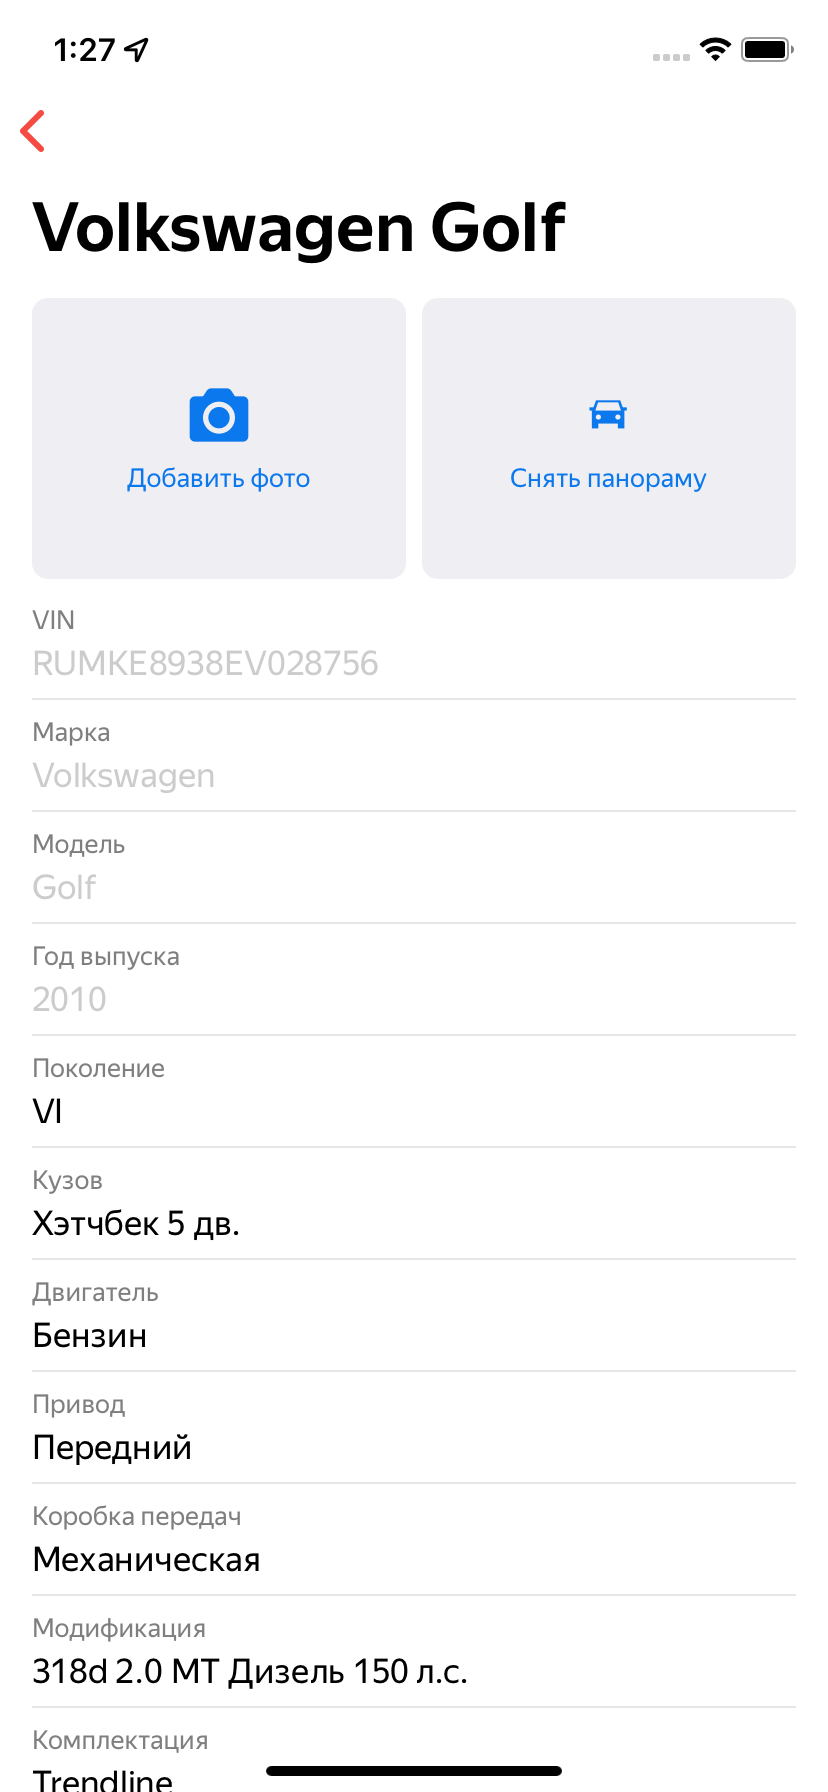 1:27
Volkswagen Golf
Добавить фото
Снять панораму
VIN
RUMKE8938EV028756
Марка
Volkswagen
Модель
Golf
Год выпуска
2010
Поколение
VI
Кузов
Хэтчбек 5 дв.
Двигатель
Бензин
Привод
Передний
Коробка передач
Механическая
Модификация
318d 2.0 MT Дизель 150 л.с.
Комплектация
Trendline